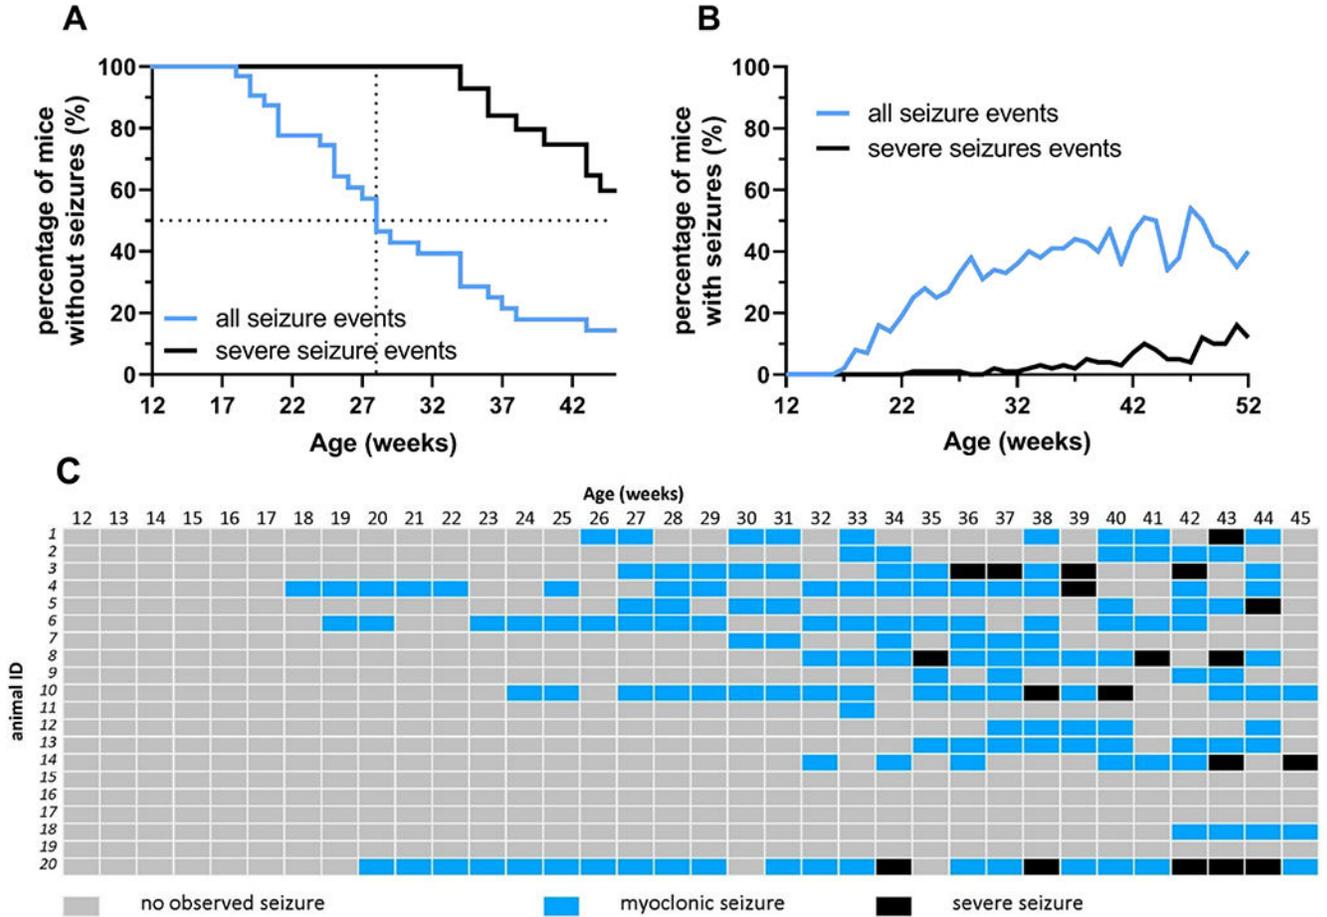 A
percentage of mice
without seizures (%)
100
80
60
40
20
0
all seizure events
severe seizure events
12 17 22 27 32 37 42
Age (weeks)
B
percentage of mice
with seizures (%)
100
80
60
40
20
0
all seizure events
severe seizures events
12 22 32 42 52
Age (weeks)
C
Age (weeks)
12 13 14 15 16 17 18 19 20 21 22 23 24 25 26 27 28 29 30 31 32 33 34 35 36 37 38 39 40 41 42 43 44 45
animal ID
1
2
3
4
5
6
7
8
9
10
11
12
13
14
15
16
17
18
19
20
no observed seizure myoclonic seizure severe seizure